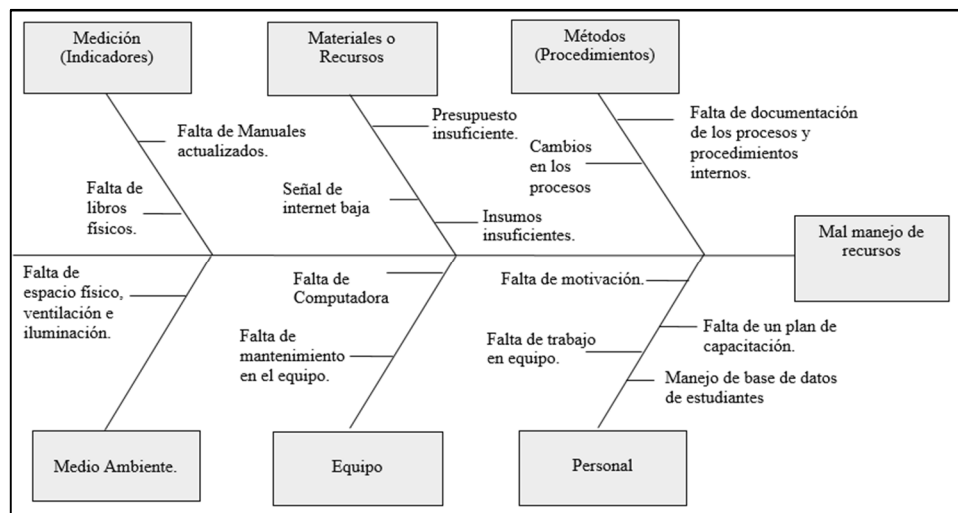 Medición
(Indicadores)
Materiales o
Recursos
Métodos
(Procedimientos)
Falta de Manuales
actualizados.
Falta de
libros
físicos.
Presupuesto
insuficiente.
Señal de
internet baja
Insumos
insuficientes.
Falta de documentación
de los procesos y
procedimientos
internos.
Cambios
en los
procesos
Mal manejo de
recursos
Falta de
espacio físico,
ventilación e
iluminación.
Falta de
Computadora
Falta de
mantenimiento
en el equipo.
Falta de motivación.
Falta de un plan de
capacitación.
Falta de trabajo
en equipo.
Manejo de base de datos
de estudiantes
Medio Ambiente.
Equipo
Personal